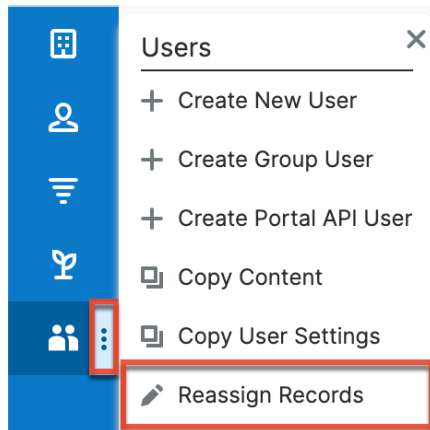 Users
Create New User
Create Group User
Create Portal API User
Copy Content
Copy User Settings
Reassign Records